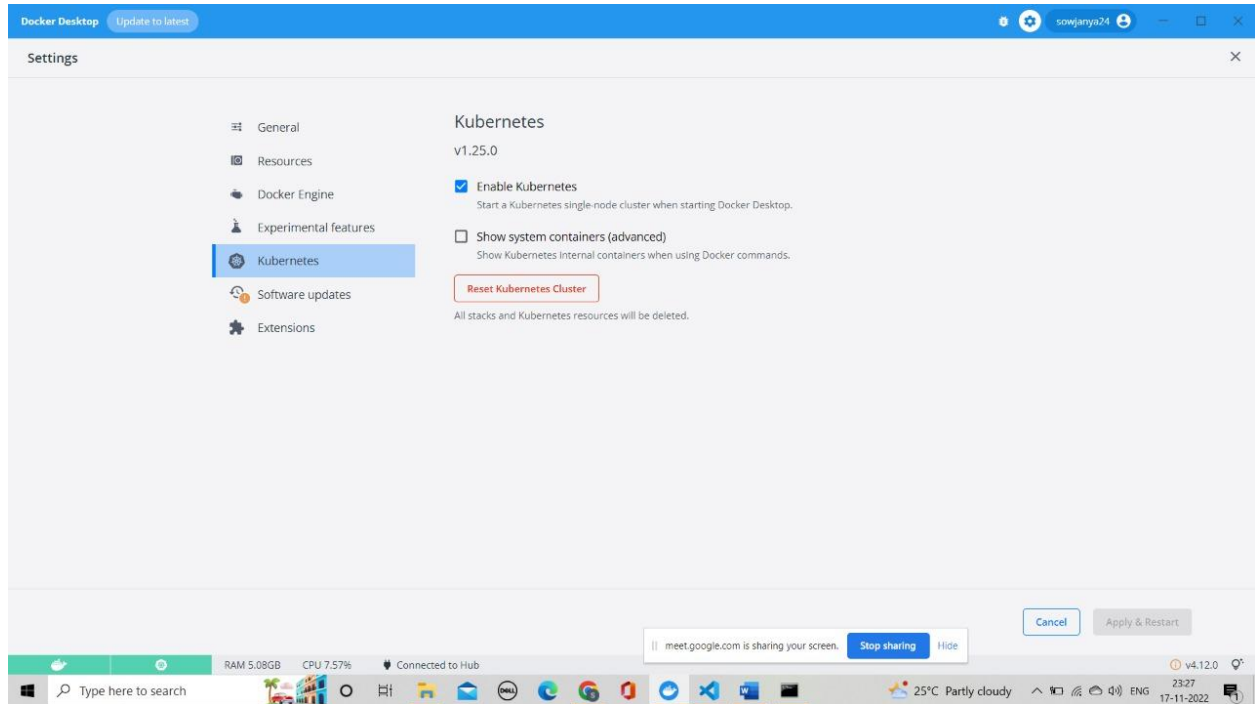 Docker Desktop Update to latest sowjanya24
Settings
General
Resources
Docker Engine
Experimental features
Kubernetes
Software updates
Extensions
Kubernetes
v1.25.0
Enable Kubernetes
Start a Kubernetes single-node cluster when starting Docker Desktop.
Show system containers (advanced)
Show Kubernetes internal containers when using Docker commands.
Reset Kubernetes Cluster
All stacks and Kubernetes resources will be deleted.
Cancel Apply & Restart
meet.google.com is sharing your screen. Stop sharing Hide
RAM 5.08GB CPU 7.57% Connected to Hub v4.12.0
Type here to search DELL 25°C Partly cloudy ENG 23:27
17-11-2022